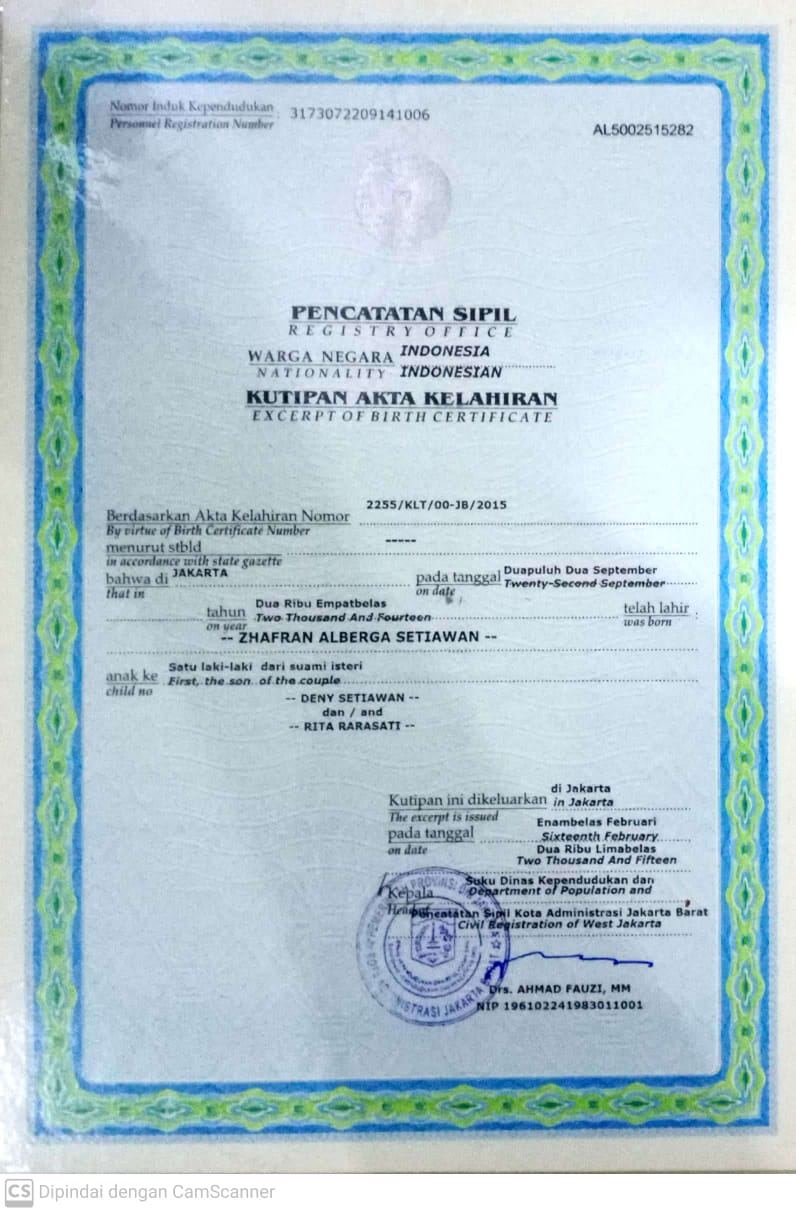 Nomor Induk Kependudukan : 3173072209141006
Personnel Registration Number
AL5002515282
PENCATATAN SIPIL
REGISTRY OFFICE
WARGA NEGARA INDONESIA
NATIONALITY INDONESIAN
KUTIPAN AKTA KELAHIRAN
EXCERPT OF BIRTH CERTIFICATE
Berdasarkan Akta Kelahiran Nomor 2255/KLT/00-JB/2015
By virtue of Birth Certificate Number
menurut stbld -----
in accordance with state gazette
bahwa di JAKARTA pada tanggal Duapuluh Dua September
that in on date Twenty-Second September
tahun Dua Ribu Empatbelas telah lahir :
on year Two Thousand And Fourteen was born
-- ZHAFRAN ALBERGA SETIAWAN --
anak ke Satu laki-laki dari suami isteri
child no First, the son of the couple
-- DENY SETIAWAN --
dan / and
-- RITA RARASATI --
Kutipan ini dikeluarkan di Jakarta
The excerpt is issued in Jakarta
pada tanggal Enambelas Februari
on date Sixteenth February
Dua Ribu Limabelas
Two Thousand And Fifteen
Kepala Suku Dinas Kependudukan dan
Head of Department of Population and
Pencatatan Sipil Kota Administrasi Jakarta Barat
Civil Registration of West Jakarta
Drs. AHMAD FAUZI, MM
NIP 196102241983011001
CS Dipindai dengan CamScanner